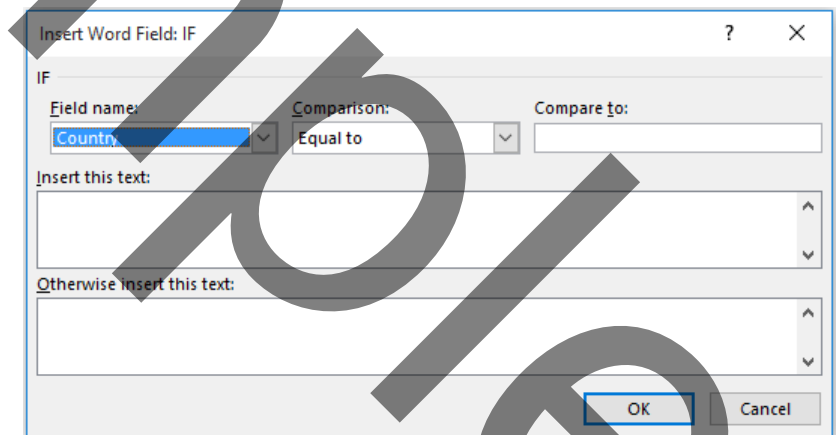 Insert Word Field: IF ?
IF
Field name: Comparison: Compare to:
Country Equal to
Insert this text:
Otherwise insert this text:
OK Cancel